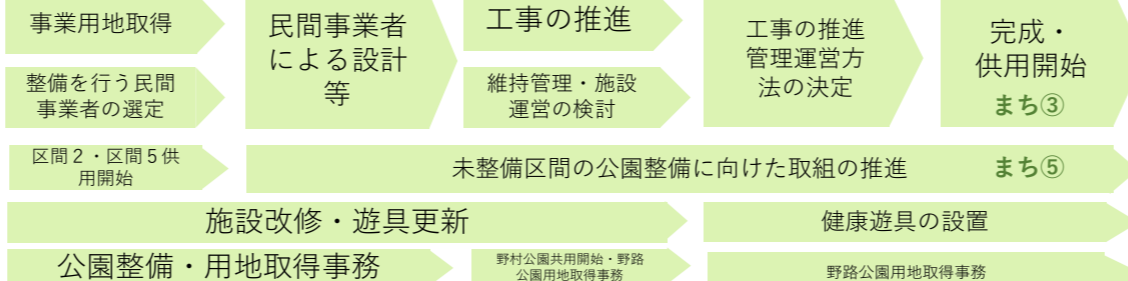 事業用地取得
整備を行う民間
事業者の選定
民間事業者
による設計
等
工事の推進
維持管理・施設
運営の検討
工事の推進
管理運営方
法の決定
完成・
供用開始
まち③
区間２・区間５供
用開始
未整備区間の公園整備に向けた取組の推進
まち⑤
施設改修・遊具更新
健康遊具の設置
公園整備・用地取得事務
野村公園共用開始・野路
公園用地取得事務
野路公園用地取得事務